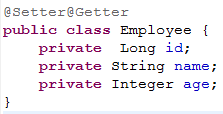 @Setter@Getter
public class Employee {
    private  Long id;
    private String name;
    private Integer age;
}